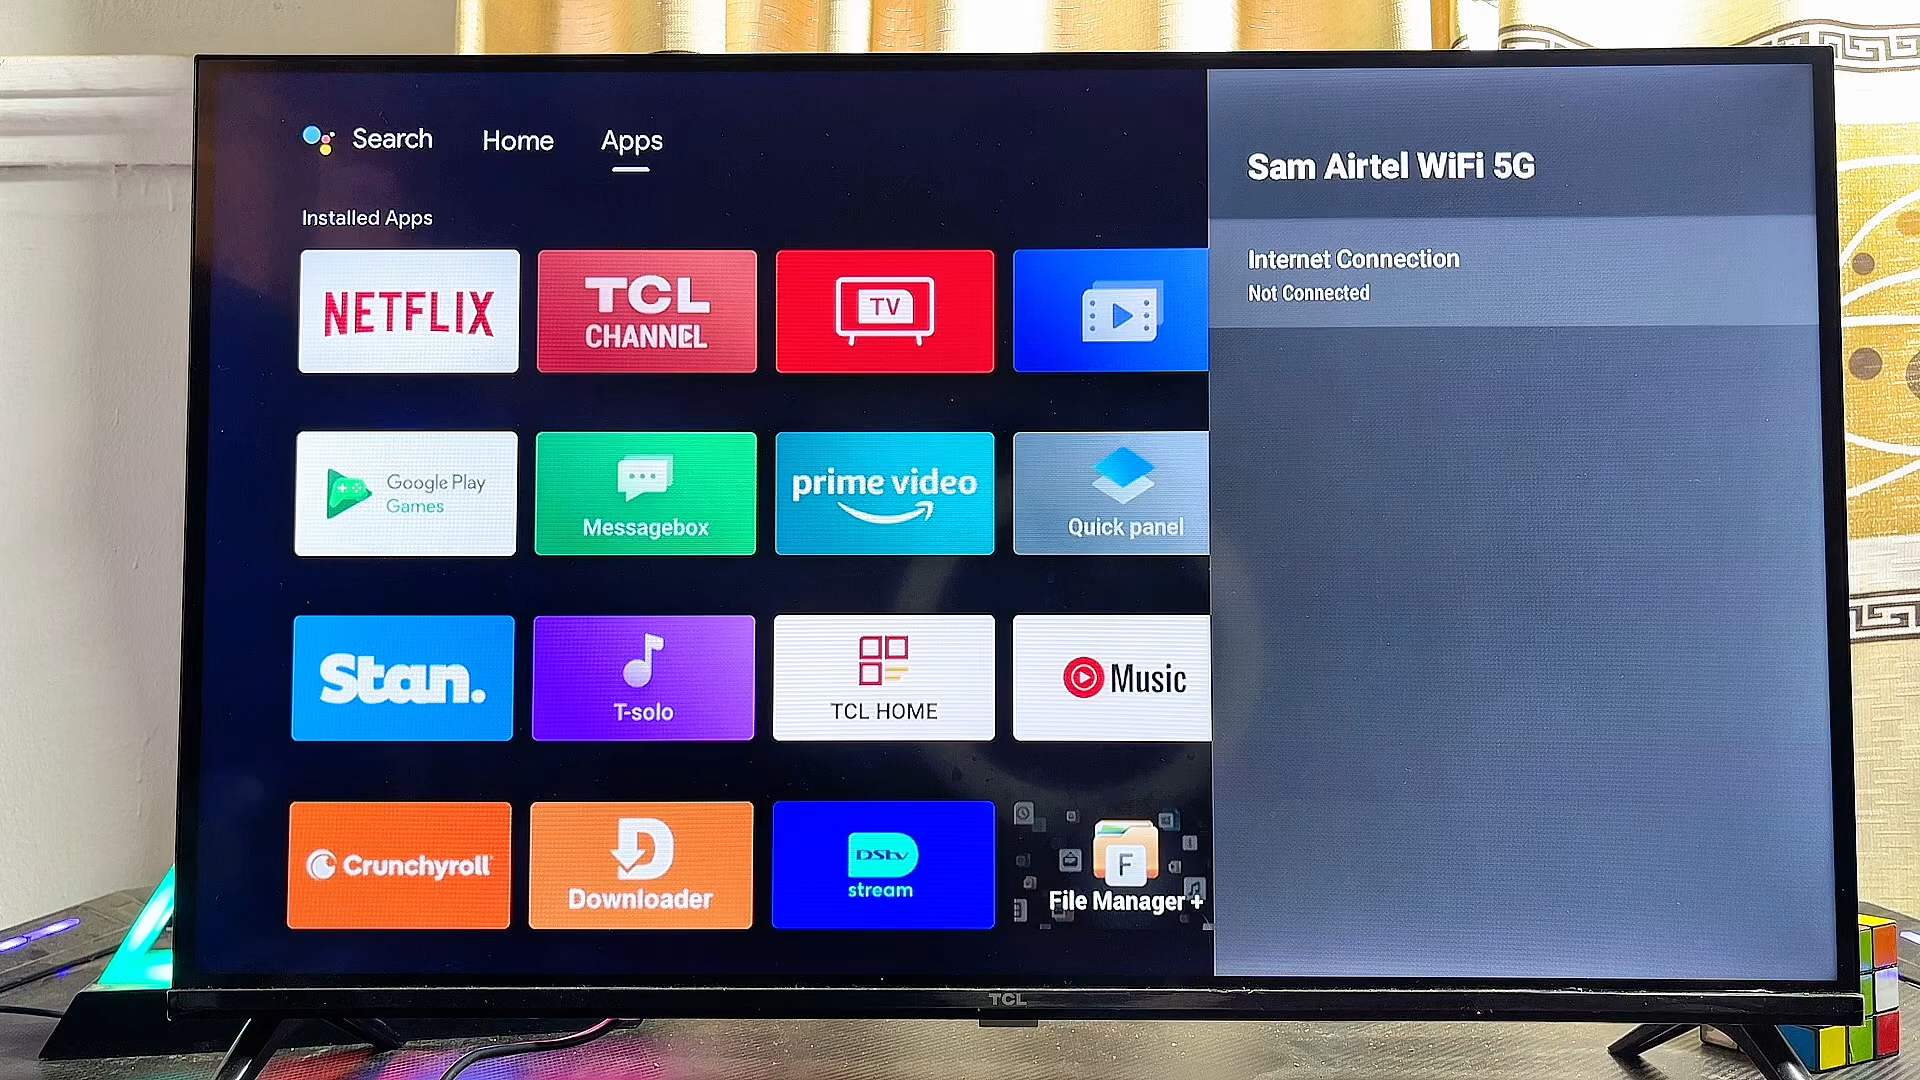 Search
Home
Apps
Installed Apps
NETFLIX
TCL
CHANNEL
TV
Google Play
Games
Messagebox
prime video
Quick panel
Stan.
T-solo
TCL HOME
Music
Crunchyroll
Downloader
DStv
stream
F
File Manager +
Sam Airtel WiFi 5G
Internet Connection
Not Connected
TCL